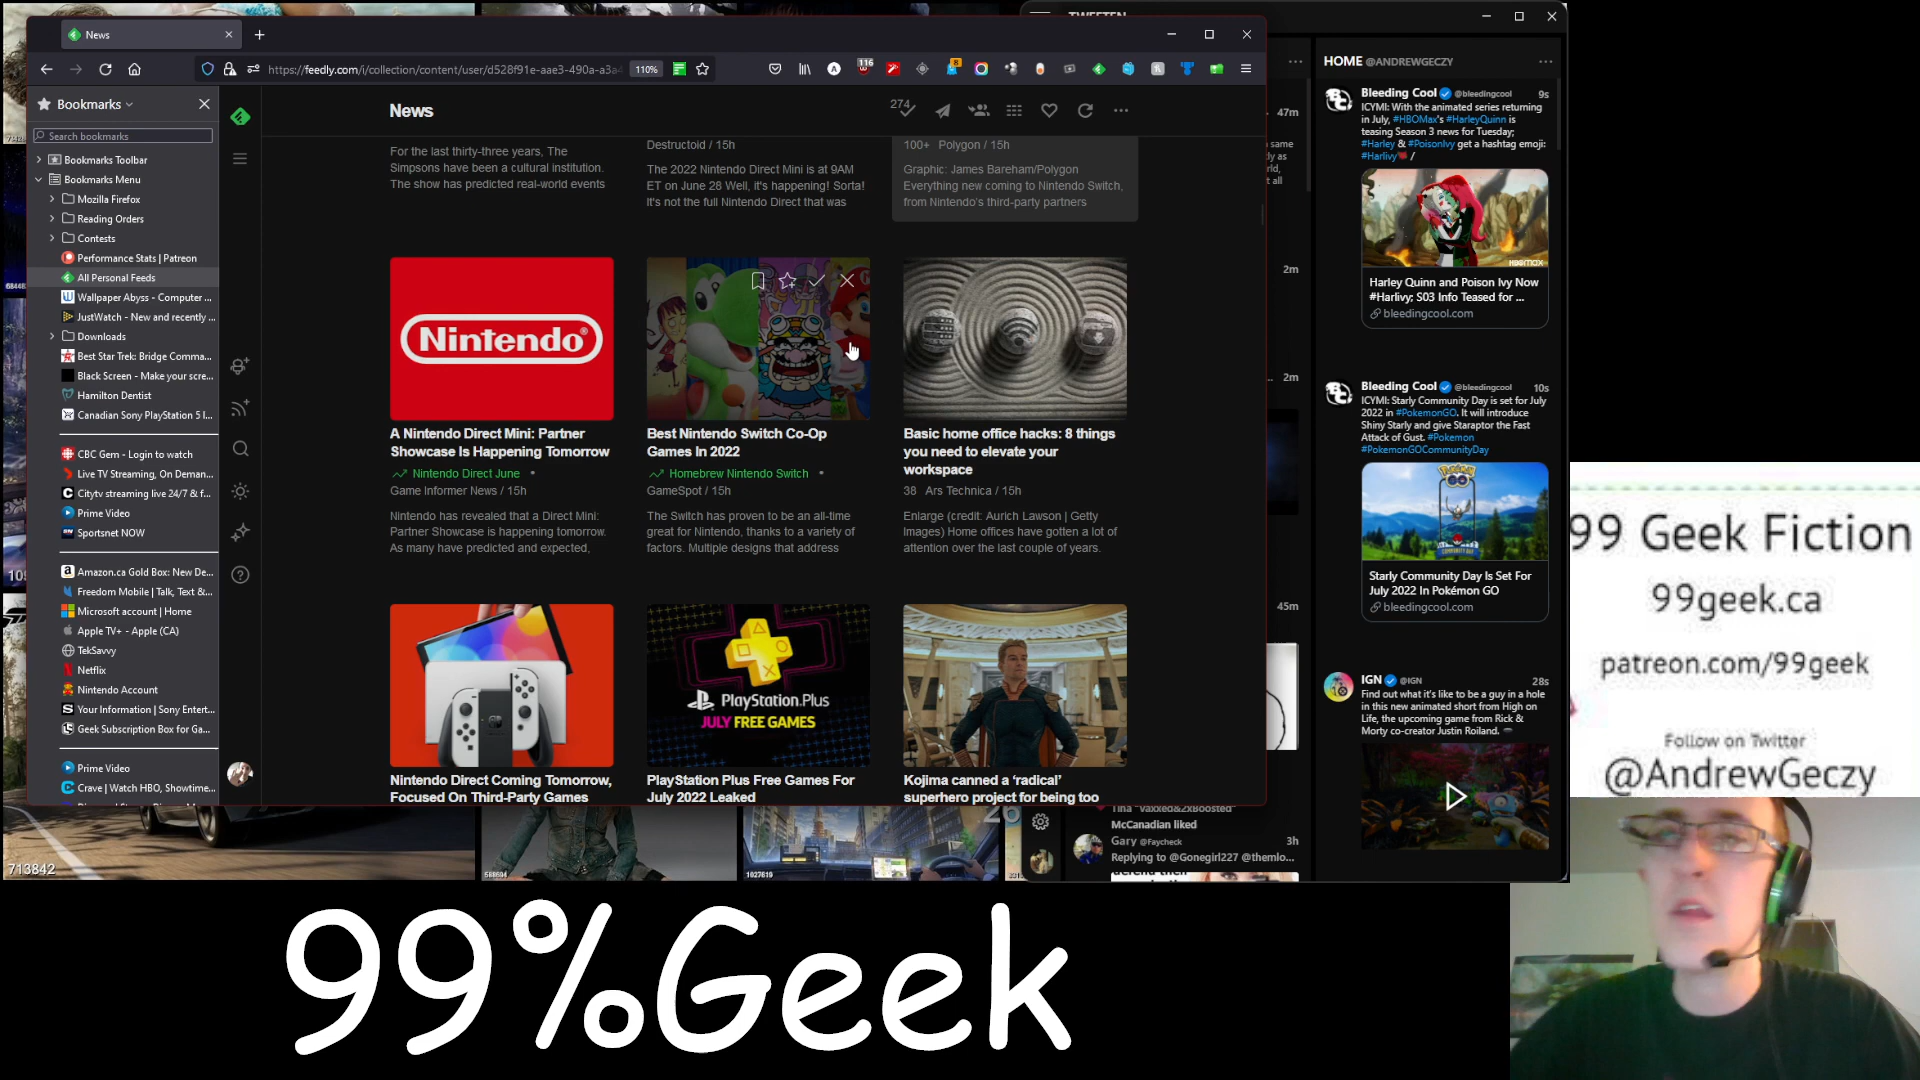 News
https://feedly.com/i/collection/content/user/d528f91e-aae3-490a-a3a4
110%
116
8
Bookmarks
Search bookmarks
Bookmarks Toolbar
Bookmarks Menu
Mozilla Firefox
Reading Orders
Contests
Performance Stats | Patreon
All Personal Feeds
Wallpaper Abyss - Computer ...
JustWatch - New and recently ...
Downloads
Best Star Trek: Bridge Comma...
Black Screen - Make your scre...
Hamilton Dentist
Canadian Sony PlayStation 5 I...
CBC Gem - Login to watch
Live TV Streaming, On Deman...
Citytv streaming live 24/7 & f...
Prime Video
Sportsnet NOW
Amazon.ca Gold Box: New De...
Freedom Mobile | Talk, Text &...
Microsoft account | Home
Apple TV+ - Apple (CA)
TekSavvy
Netflix
Nintendo Account
Your Information | Sony Entert...
Geek Subscription Box for Ga...
Prime Video
Crave | Watch HBO, Showtime...
News
274
For the last thirty-three years, The
Simpsons have been a cultural institution.
The show has predicted real-world events
Destructoid / 15h
The 2022 Nintendo Direct Mini is at 9AM
ET on June 28 Well, it's happening! Sorta!
It's not the full Nintendo Direct that was
100+ Polygon / 15h
Graphic: James Bareham/Polygon
Everything new coming to Nintendo Switch,
from Nintendo's third-party partners
Nintendo®
A Nintendo Direct Mini: Partner
Showcase Is Happening Tomorrow
Nintendo Direct June •
Game Informer News / 15h
Nintendo has revealed that a Direct Mini:
Partner Showcase is happening tomorrow.
As many have predicted and expected,
Best Nintendo Switch Co-Op
Games In 2022
Homebrew Nintendo Switch •
GameSpot / 15h
The Switch has proven to be an all-time
great for Nintendo, thanks to a variety of
factors. Multiple designs that address
Basic home office hacks: 8 things
you need to elevate your
workspace
38 Ars Technica / 15h
Enlarge (credit: Aurich Lawson | Getty
Images) Home offices have gotten a lot of
attention over the last couple of years.
Nintendo Direct Coming Tomorrow,
Focused On Third-Party Games
PlayStation.Plus
JULY FREE GAMES
PlayStation Plus Free Games For
July 2022 Leaked
Kojima canned a ‘radical’
superhero project for being too
TWEETEN
47m
same
2m
2m
45m
HOME @ANDREWGECZY
Bleeding Cool @bleedingcool 9s
ICYMI: With the animated series returning
in July, #HBOMax's #HarleyQuinn is
teasing Season 3 news for Tuesday;
#Harley & #PoisonIvy get a hashtag emoji:
#Harlivy /
HBOMAX
Harley Quinn and Poison Ivy Now
#Harlivy; S03 Info Teased for ...
bleedingcool.com
Bleeding Cool @bleedingcool 10s
ICYMI: Starly Community Day is set for July
2022 in #PokemonGO. It will introduce
Shiny Starly and give Staraptor the Fast
Attack of Gust. #Pokemon
#PokemonGOCommunityDay
Starly Community Day Is Set For
July 2022 In Pokémon GO
bleedingcool.com
IGN @IGN 28s
Find out what it's like to be a guy in a hole
in this new animated short from High on
Life, the upcoming game from Rick &
Morty co-creator Justin Roiland.
Tina "Vaxxed&2xBoosted"
McCanadian liked
Gary @Faycheck 3h
Replying to @Gonegirl227 @themlo...
713842
588694
1027619
99 Geek Fiction
99geek.ca
patreon.com/99geek
Follow on Twitter
@AndrewGeczy
99%Geek